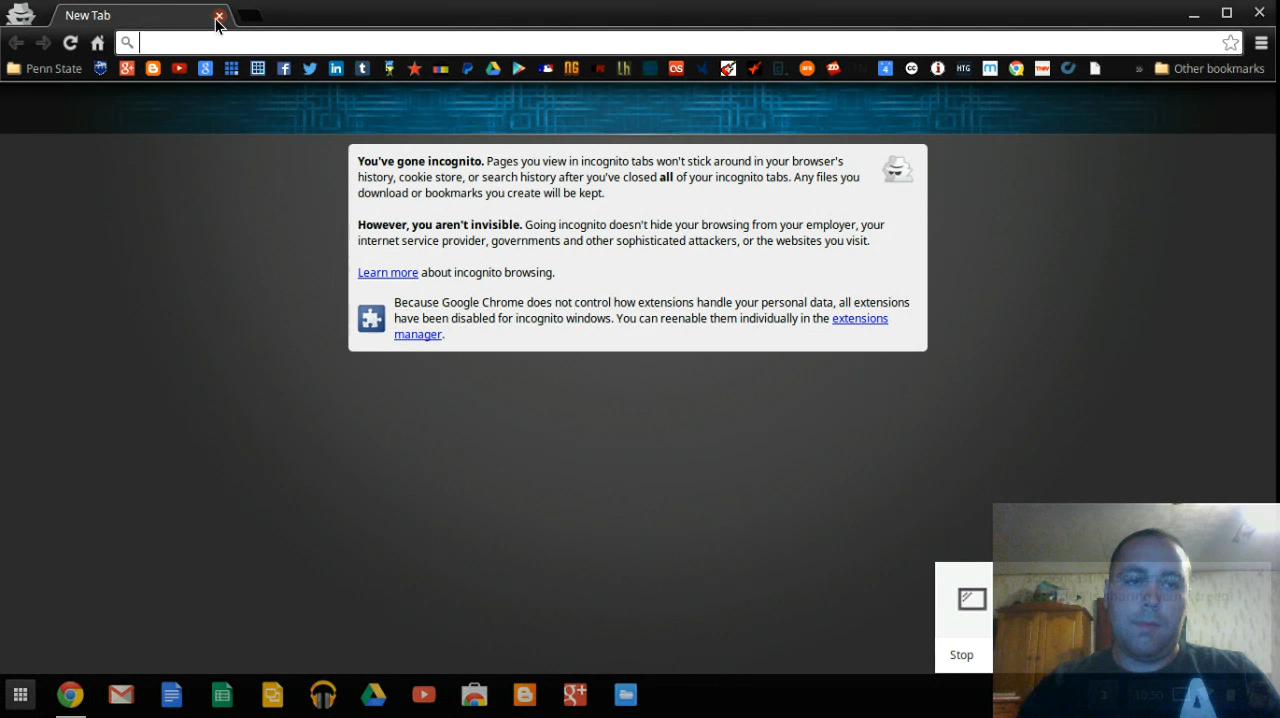 New Tab
Penn State
Other bookmarks
You've gone incognito. Pages you view in incognito tabs won't stick around in your browser's
history, cookie store, or search history after you've closed all of your incognito tabs. Any files you
download or bookmarks you create will be kept.
However, you aren't invisible. Going incognito doesn't hide your browsing from your employer, your
internet service provider, governments and other sophisticated attackers, or the websites you visit.
Learn more about incognito browsing.
Because Google Chrome does not control how extensions handle your personal data, all extensions
have been disabled for incognito windows. You can reenable them individually in the extensions
manager.
Stop